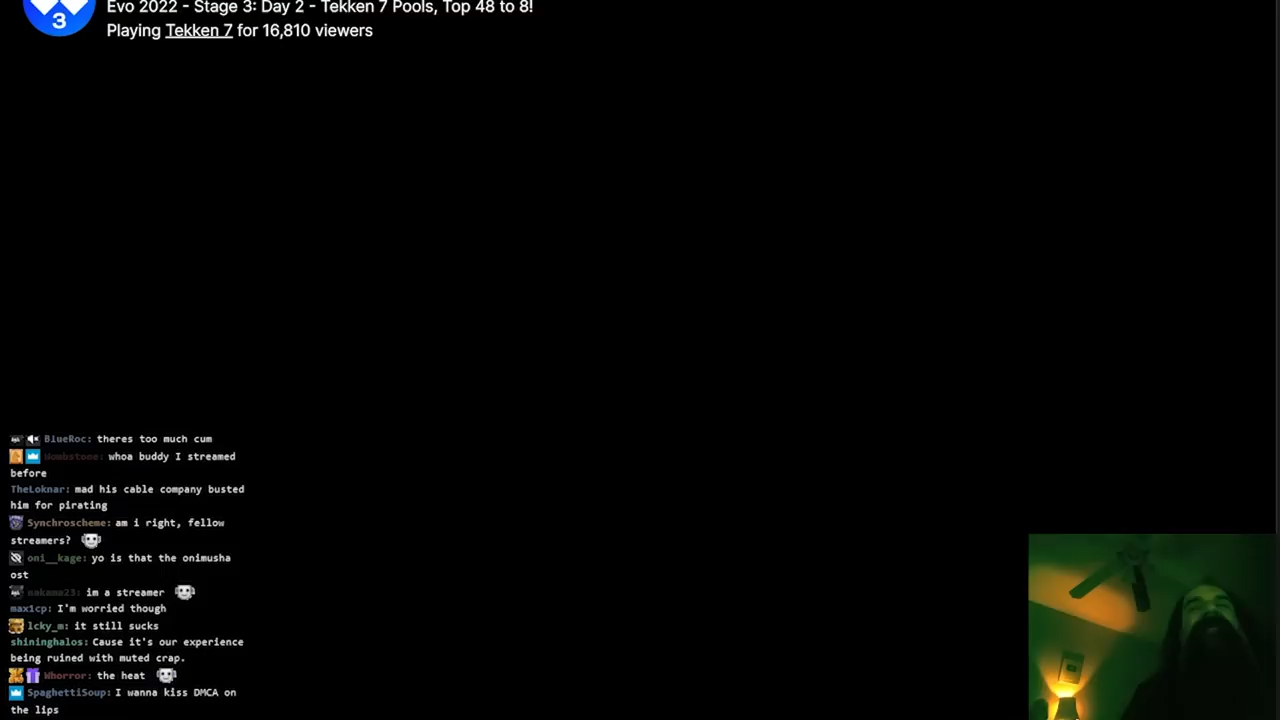 Evo 2022 - Stage 3: Day 2 - Tekken 7 Pools, Top 48 to 8!
3
Playing Tekken 7 for 16,810 viewers
BlueRoc: theres too much cum
Wombstone: whoa buddy I streamed
before
TheLoknar: mad his cable company busted
him for pirating
Synchroscheme: am i right, fellow
streamers?
oni__kage: yo is that the onimusha
ost
nakama23: im a streamer
max1cp: I'm worried though
lcky_m: it still sucks
shininghalos: Cause it's our experience
being ruined with muted crap.
Whorror: the heat
SpaghettiSoup: I wanna kiss DMCA on
the lips